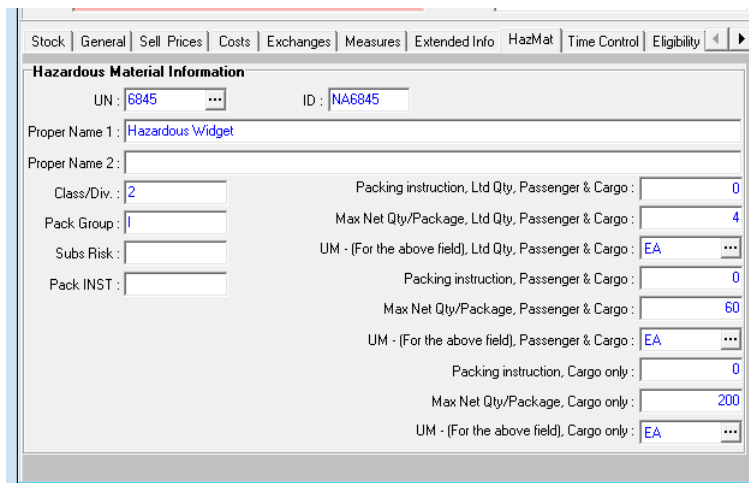 Stock General Sell Prices Costs Exchanges Measures Extended Info HazMat Time Control Eligibility
Hazardous Material Information
UN : 6845 ... ID : NA6845
Proper Name 1 : Hazardous Widget
Proper Name 2 :
Class/Div. : 2
Pack Group : I
Subs Risk :
Pack INST :
Packing instruction, Ltd Qty, Passenger & Cargo : 0
Max Net Qty/Package, Ltd Qty, Passenger & Cargo : 4
UM - (For the above field), Ltd Qty, Passenger & Cargo : EA ...
Packing instruction, Passenger & Cargo : 0
Max Net Qty/Package, Passenger & Cargo : 60
UM - (For the above field), Passenger & Cargo : EA ...
Packing instruction, Cargo only : 0
Max Net Qty/Package, Cargo only : 200
UM - (For the above field), Cargo only : EA ...